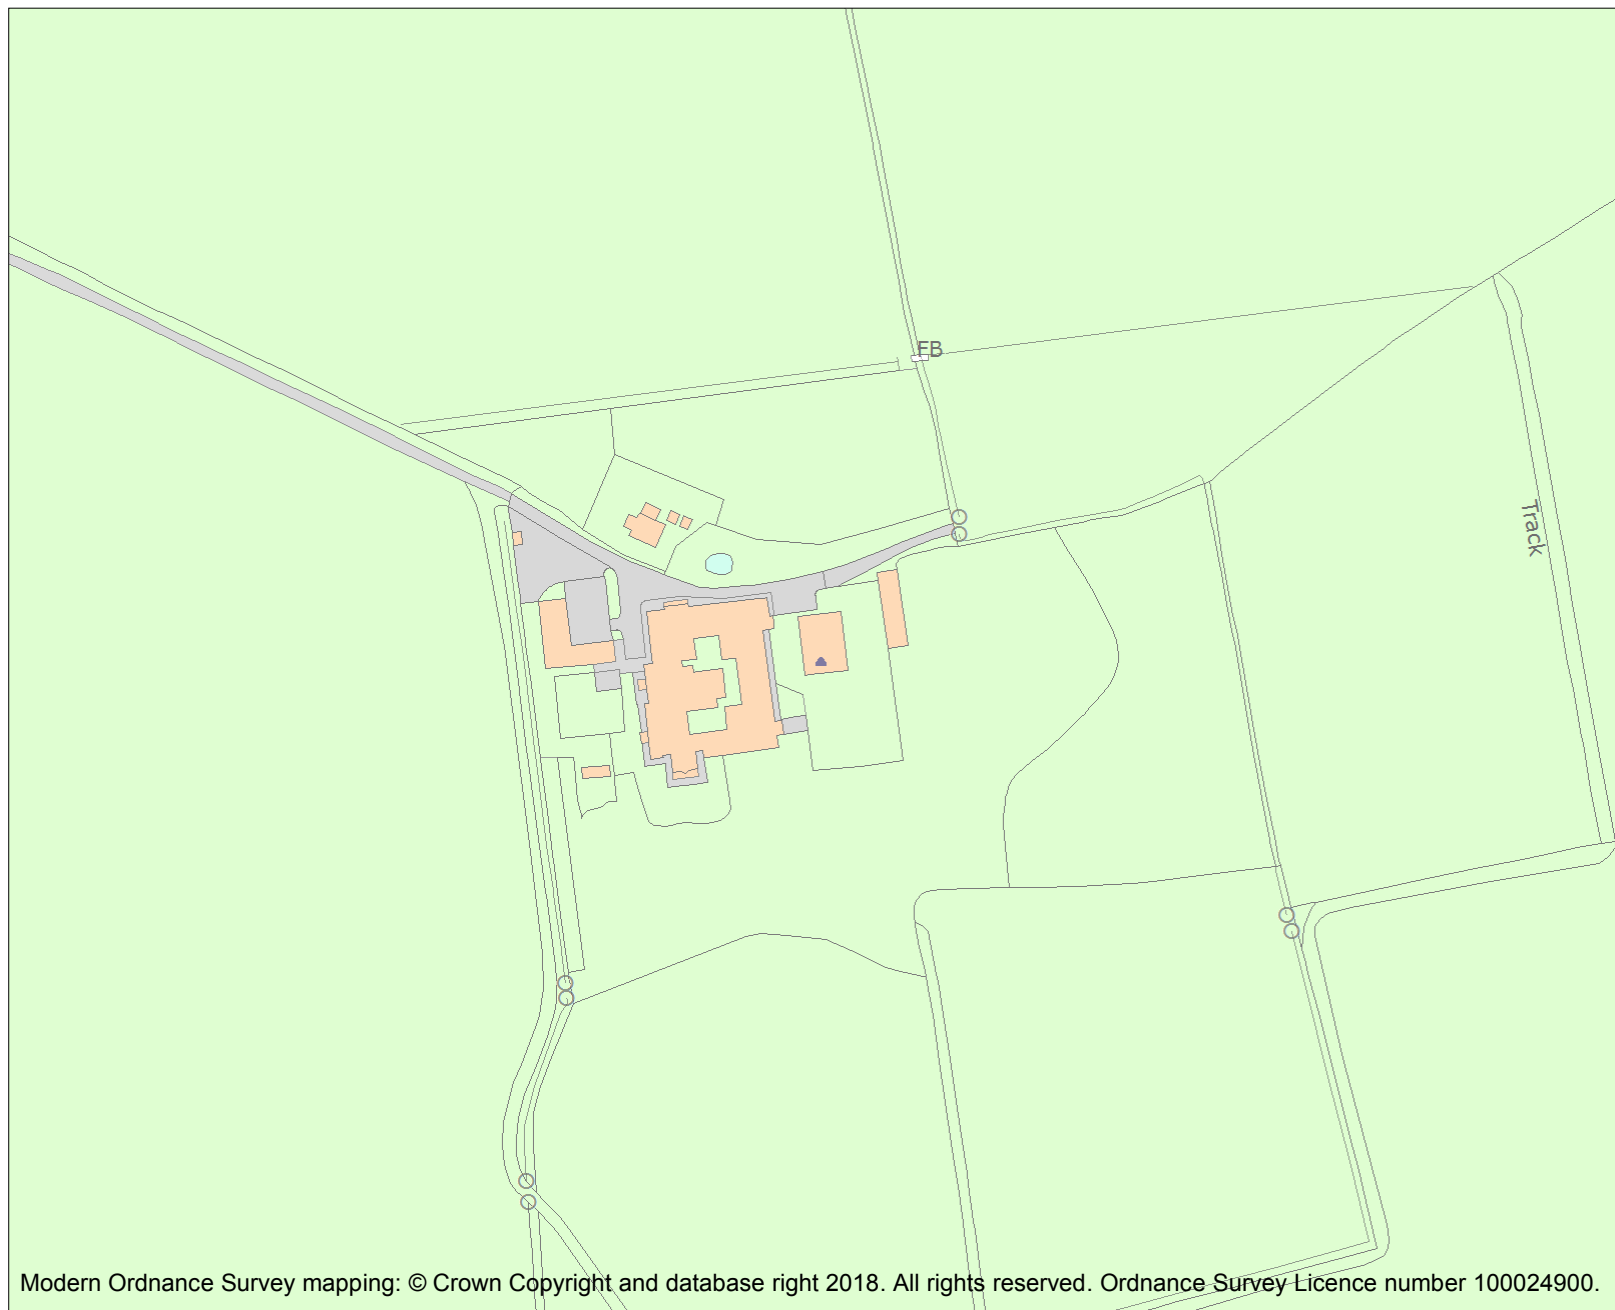 FB
Track
Modern Ordnance Survey mapping: © Crown Copyright and database right 2018. All rights reserved. Ordnance Survey Licence number 100024900.